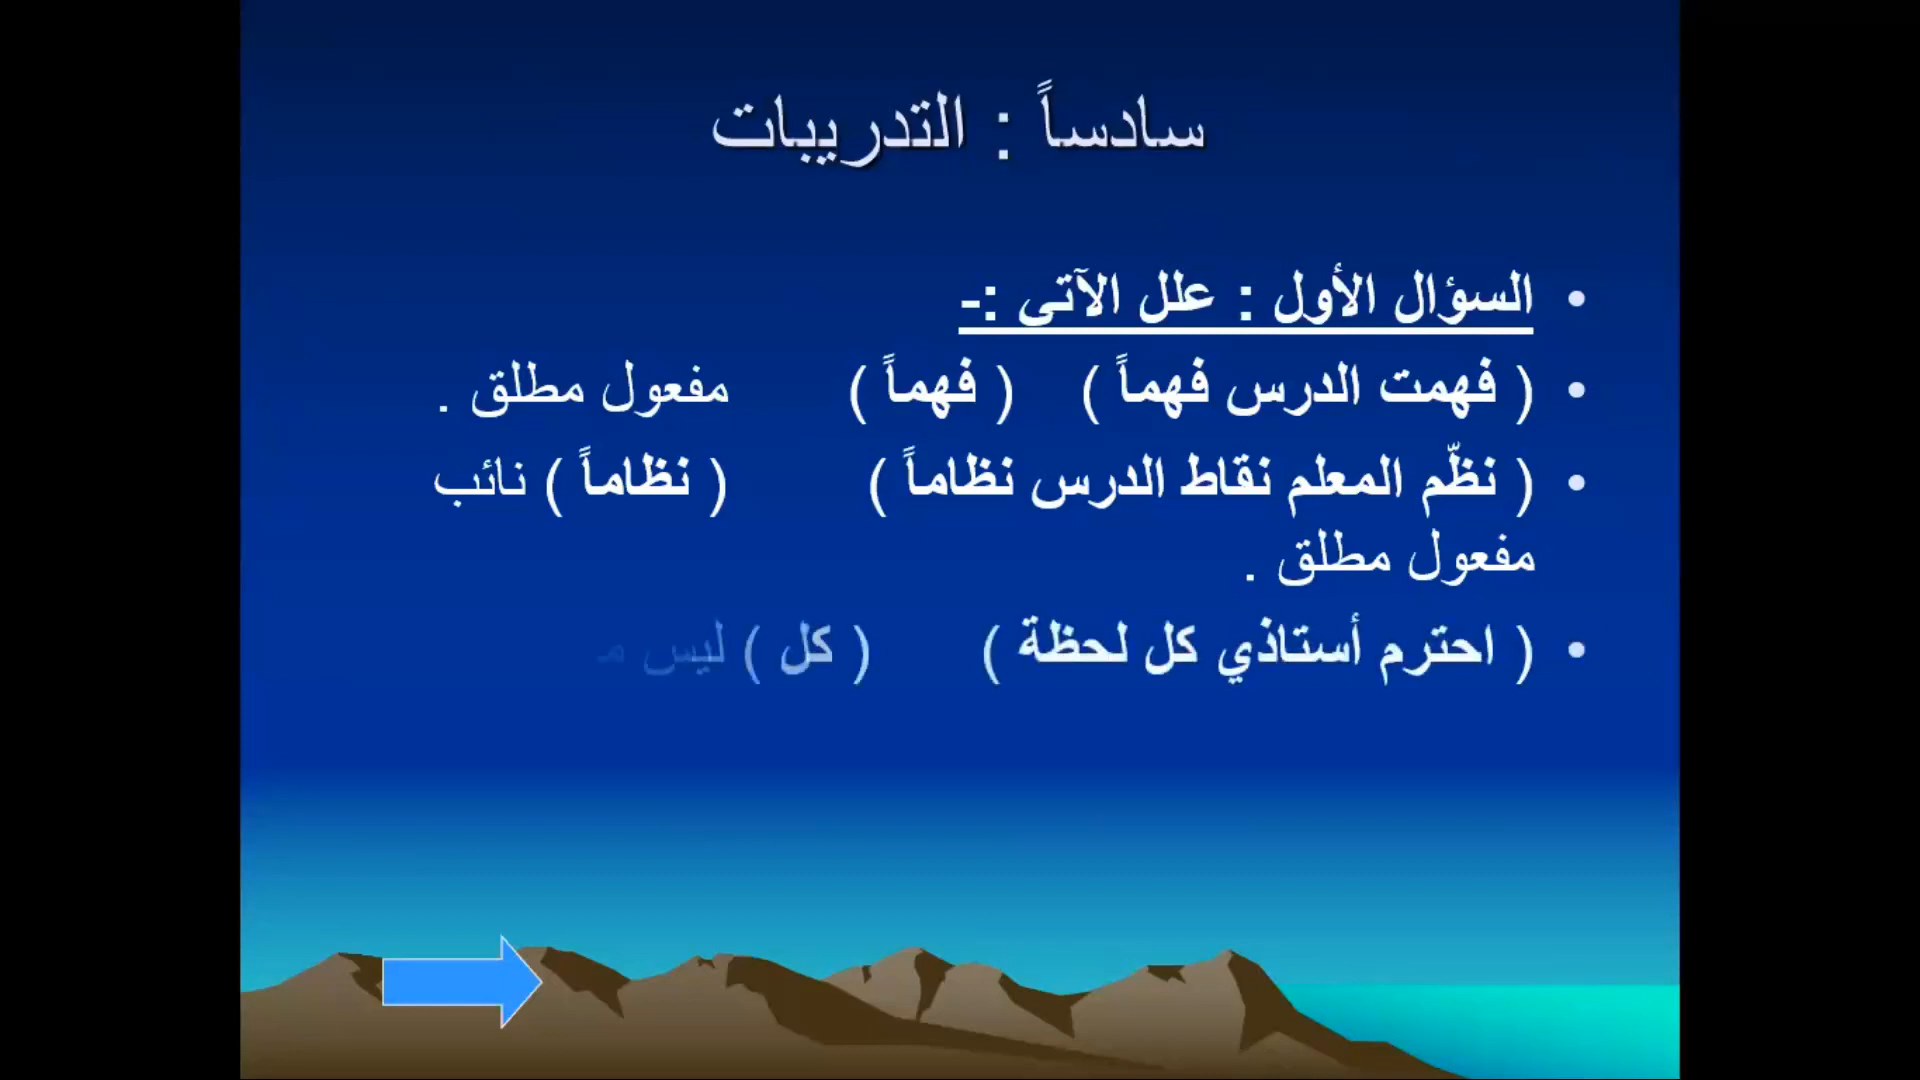 سادساً : التدريبات
• السؤال الأول : علل الآتى :-
• ( فهمت الدرس فهماً ) ( فهماً ) مفعول مطلق .
• ( نظّم المعلم نقاط الدرس نظاماً ) ( نظاماً ) نائب
مفعول مطلق .
• ( احترم أستاذي كل لحظة ) ( كل ) ليس